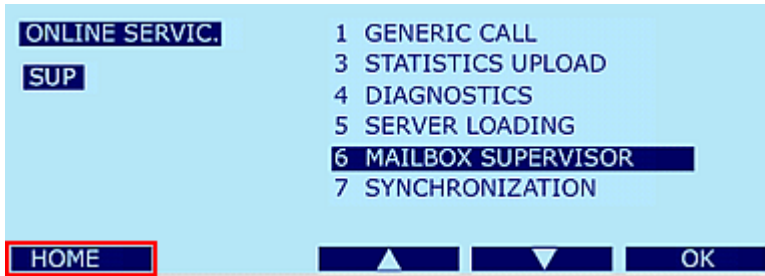 ONLINE SERVIC.
SUP
1 GENERIC CALL
3 STATISTICS UPLOAD
4 DIAGNOSTICS
5 SERVER LOADING
6 MAILBOX SUPERVISOR
7 SYNCHRONIZATION
HOME
OK